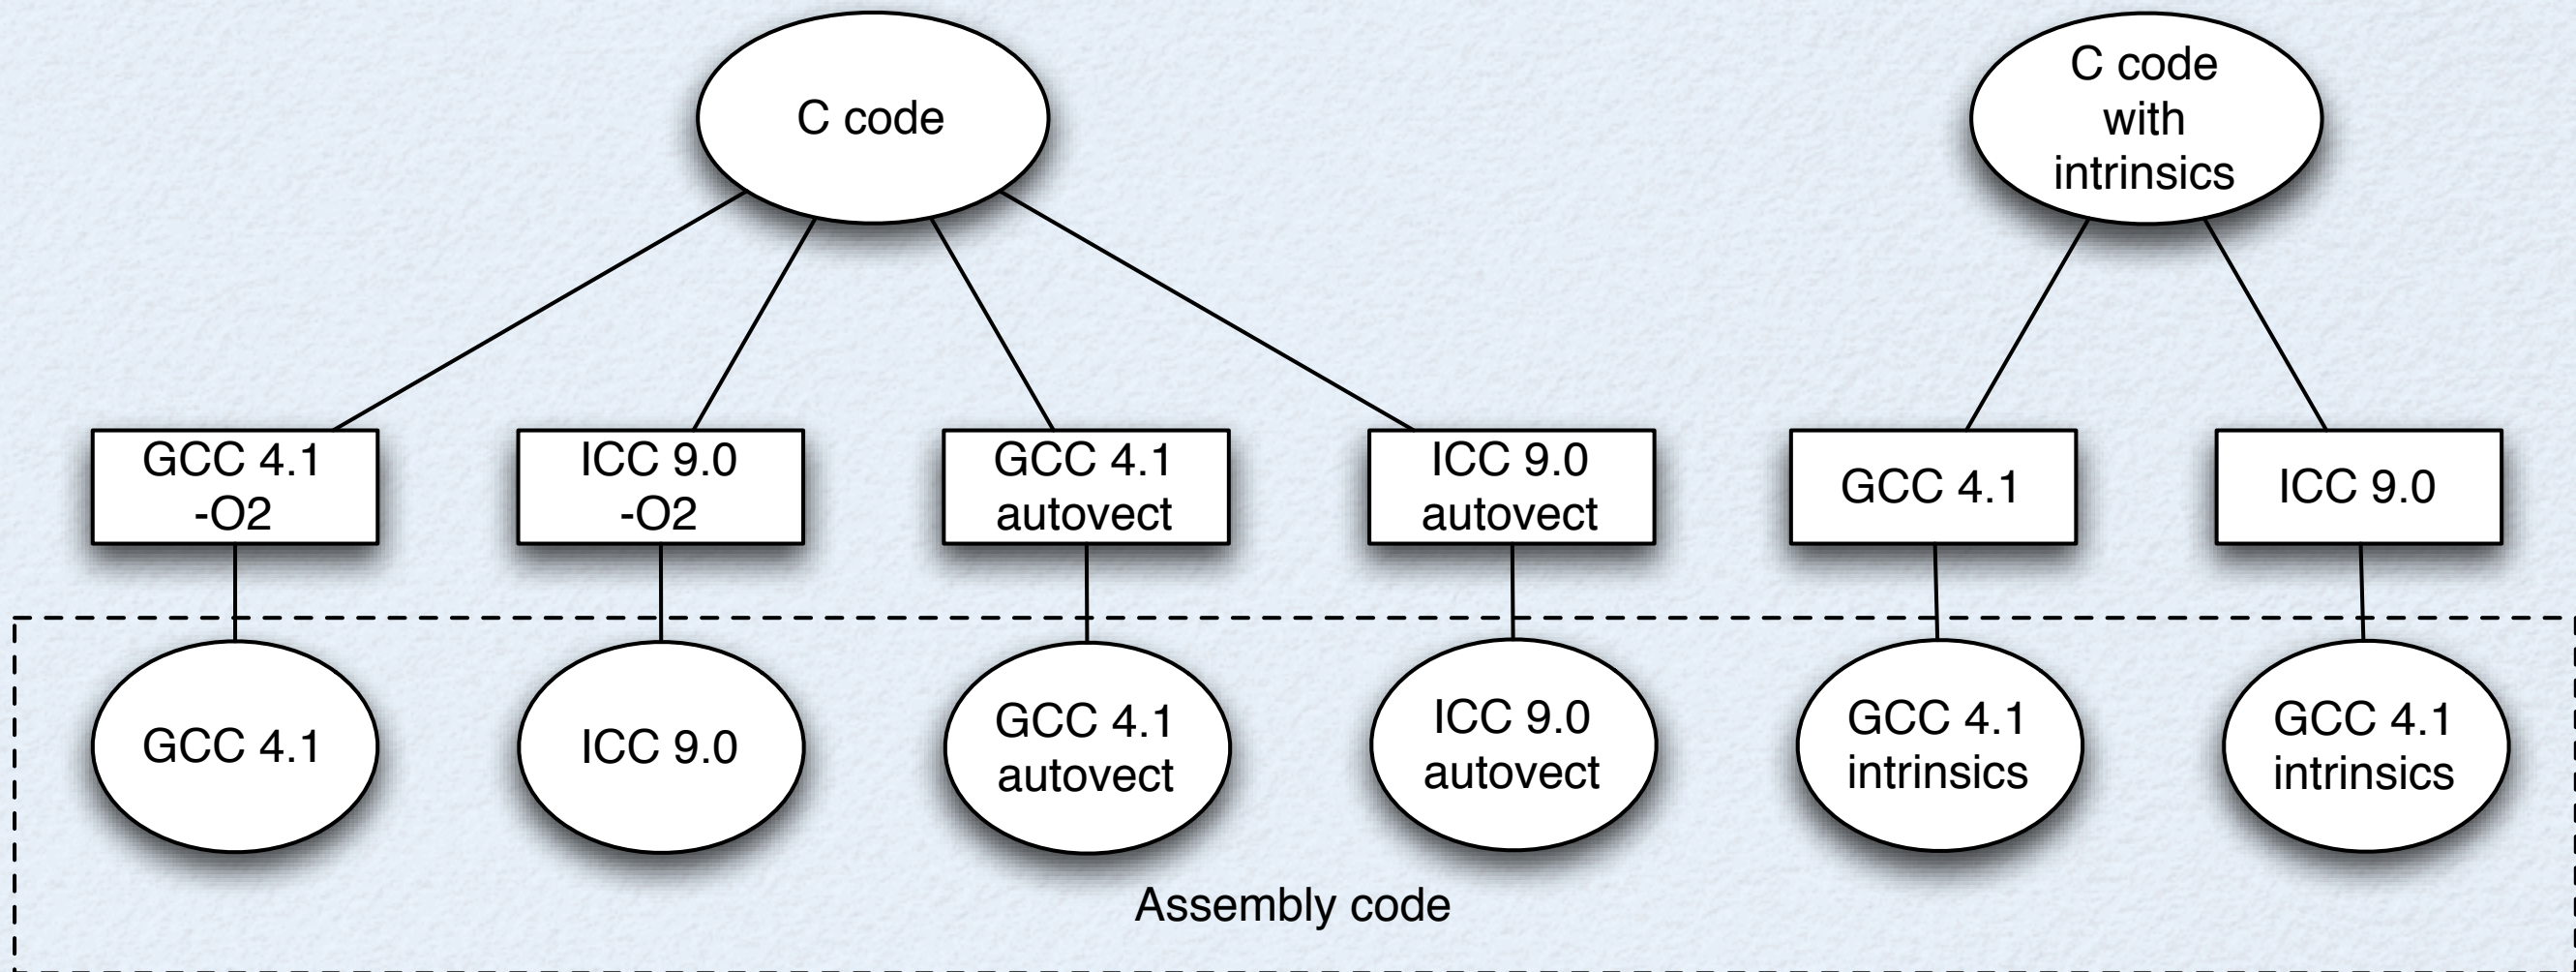 C code
C code
with
intrinsics
GCC 4.1
-O2
ICC 9.0
-O2
GCC 4.1
autovect
ICC 9.0
autovect
GCC 4.1
ICC 9.0
GCC 4.1
ICC 9.0
GCC 4.1
autovect
ICC 9.0
autovect
GCC 4.1
intrinsics
GCC 4.1
intrinsics
Assembly code